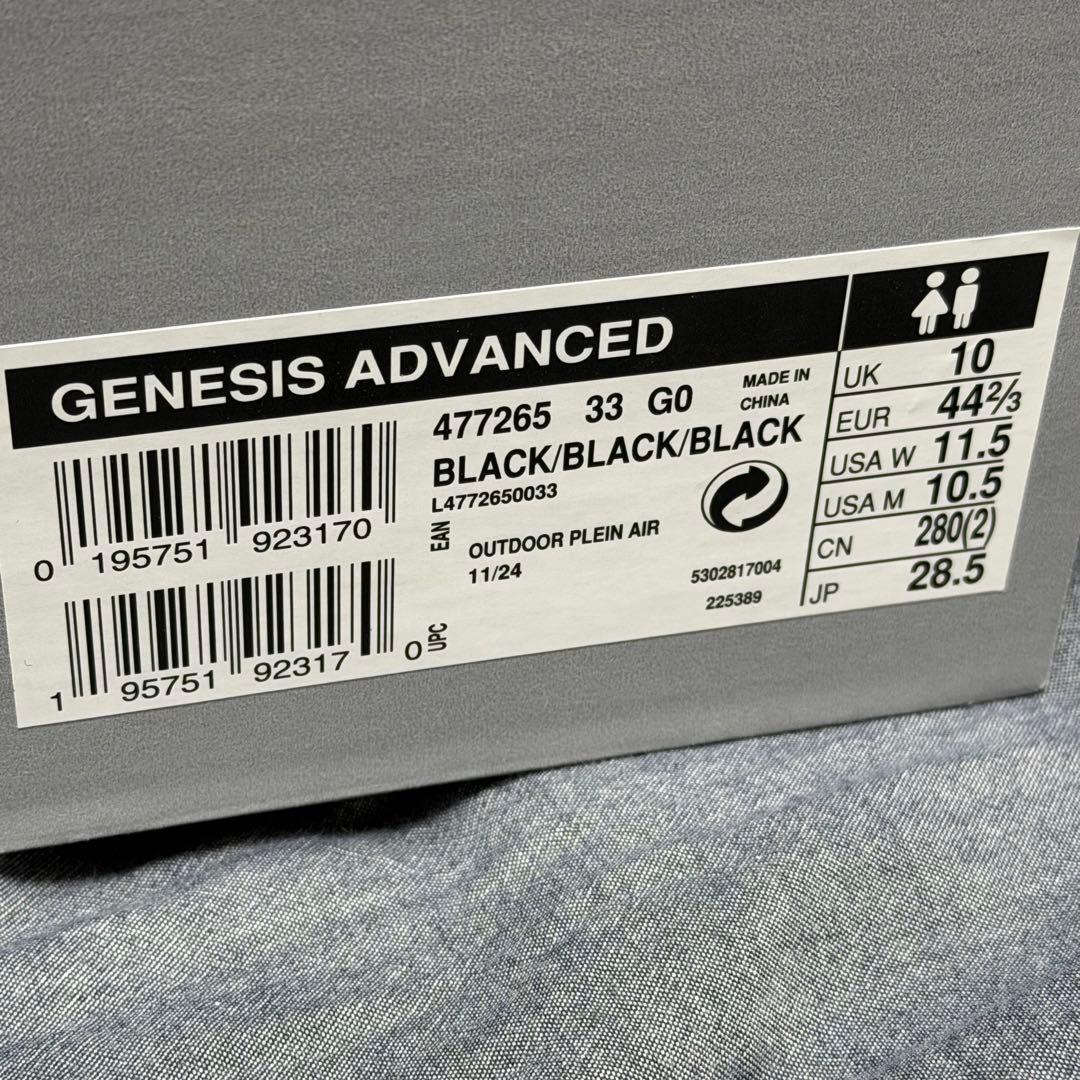 GENESIS ADVANCED
477265 33 G0
MADE IN
CHINA
BLACK/BLACK/BLACK
L4772650033
EAN
0 195751 923170
OUTDOOR PLEIN AIR
11/24
5302817004
225389
UPC
1 95751 92317 0
UK 10
EUR 44⅔
USA W 11.5
USA M 10.5
CN 280(2)
JP 28.5